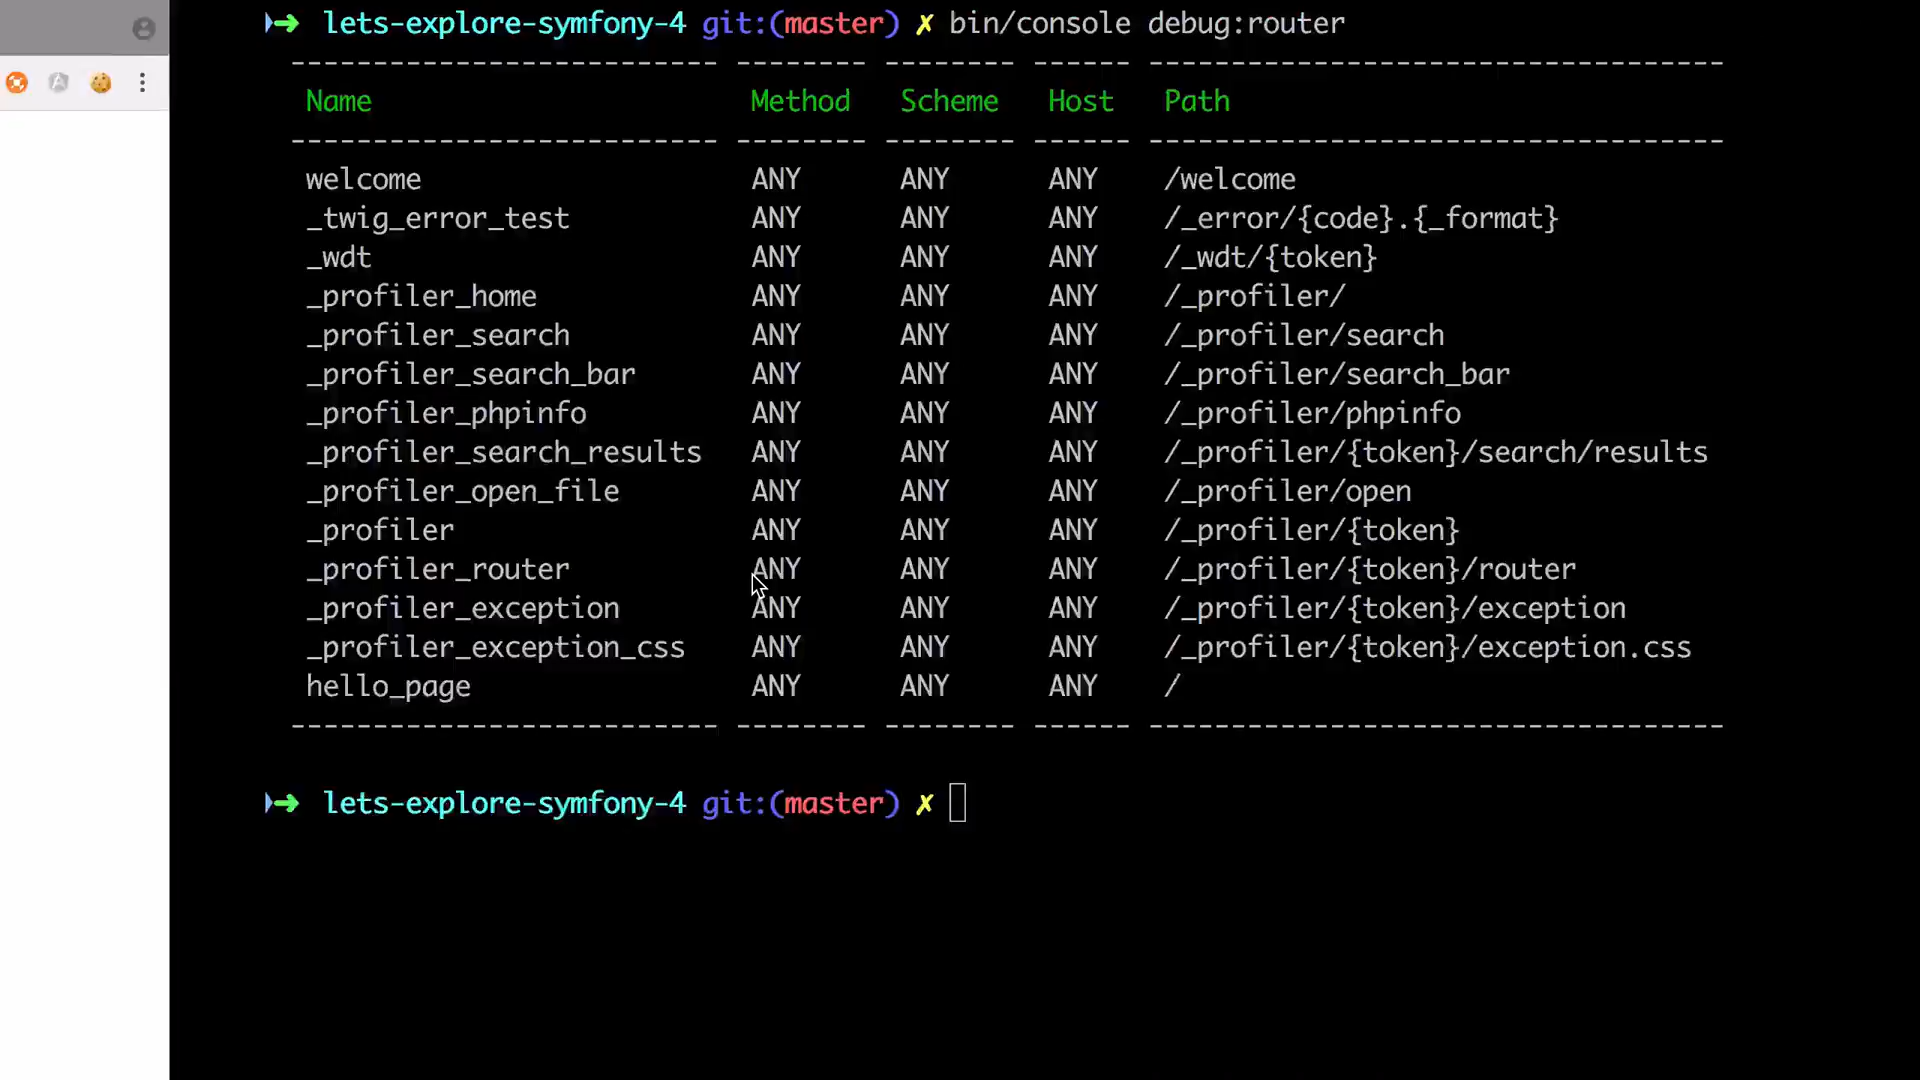 ➜ lets-explore-symfony-4 git:(master) ✗ bin/console debug:router
------------------------- -------- -------- ------ -----------------------------------
Name Method Scheme Host Path
------------------------- -------- -------- ------ -----------------------------------
welcome ANY ANY ANY /welcome
_twig_error_test ANY ANY ANY /_error/{code}.{_format}
_wdt ANY ANY ANY /_wdt/{token}
_profiler_home ANY ANY ANY /_profiler/
_profiler_search ANY ANY ANY /_profiler/search
_profiler_search_bar ANY ANY ANY /_profiler/search_bar
_profiler_phpinfo ANY ANY ANY /_profiler/phpinfo
_profiler_search_results ANY ANY ANY /_profiler/{token}/search/results
_profiler_open_file ANY ANY ANY /_profiler/open
_profiler ANY ANY ANY /_profiler/{token}
_profiler_router ANY ANY ANY /_profiler/{token}/router
_profiler_exception ANY ANY ANY /_profiler/{token}/exception
_profiler_exception_css ANY ANY ANY /_profiler/{token}/exception.css
hello_page ANY ANY ANY /
------------------------- -------- -------- ------ -----------------------------------
➜ lets-explore-symfony-4 git:(master) ✗